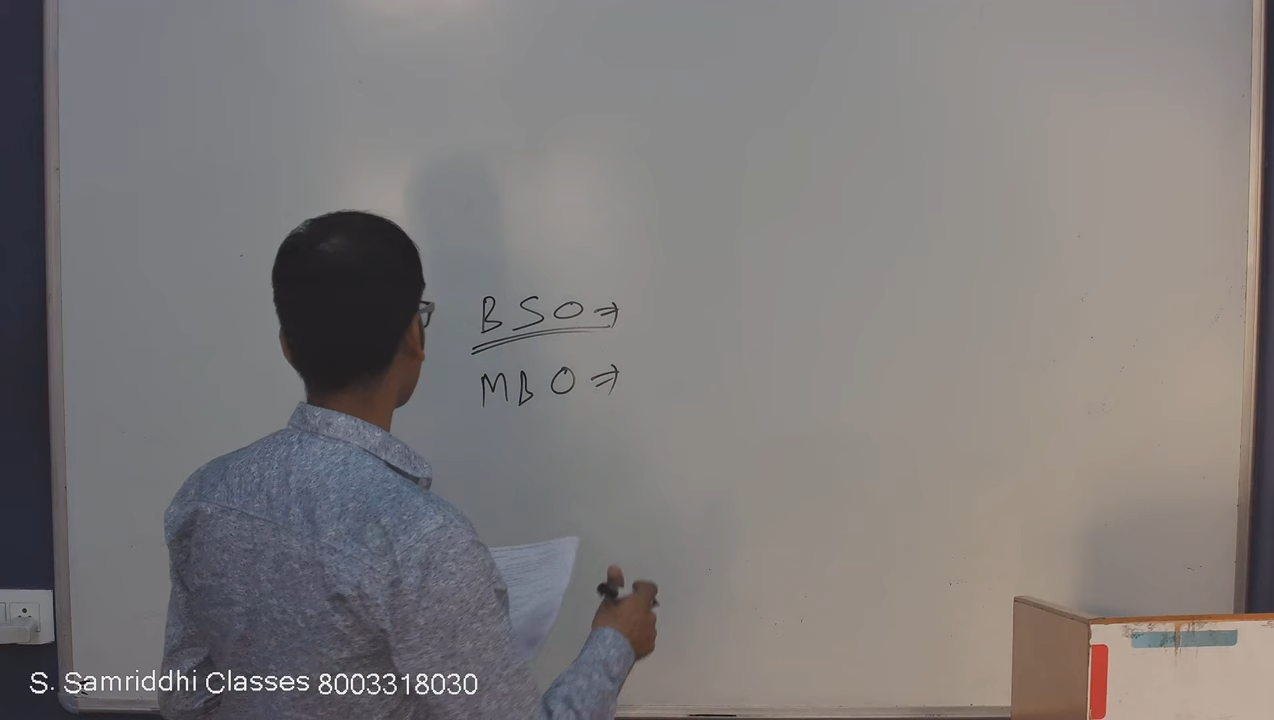 BSO ⇒
MBO ⇒
S. Samriddhi Classes 8003318030